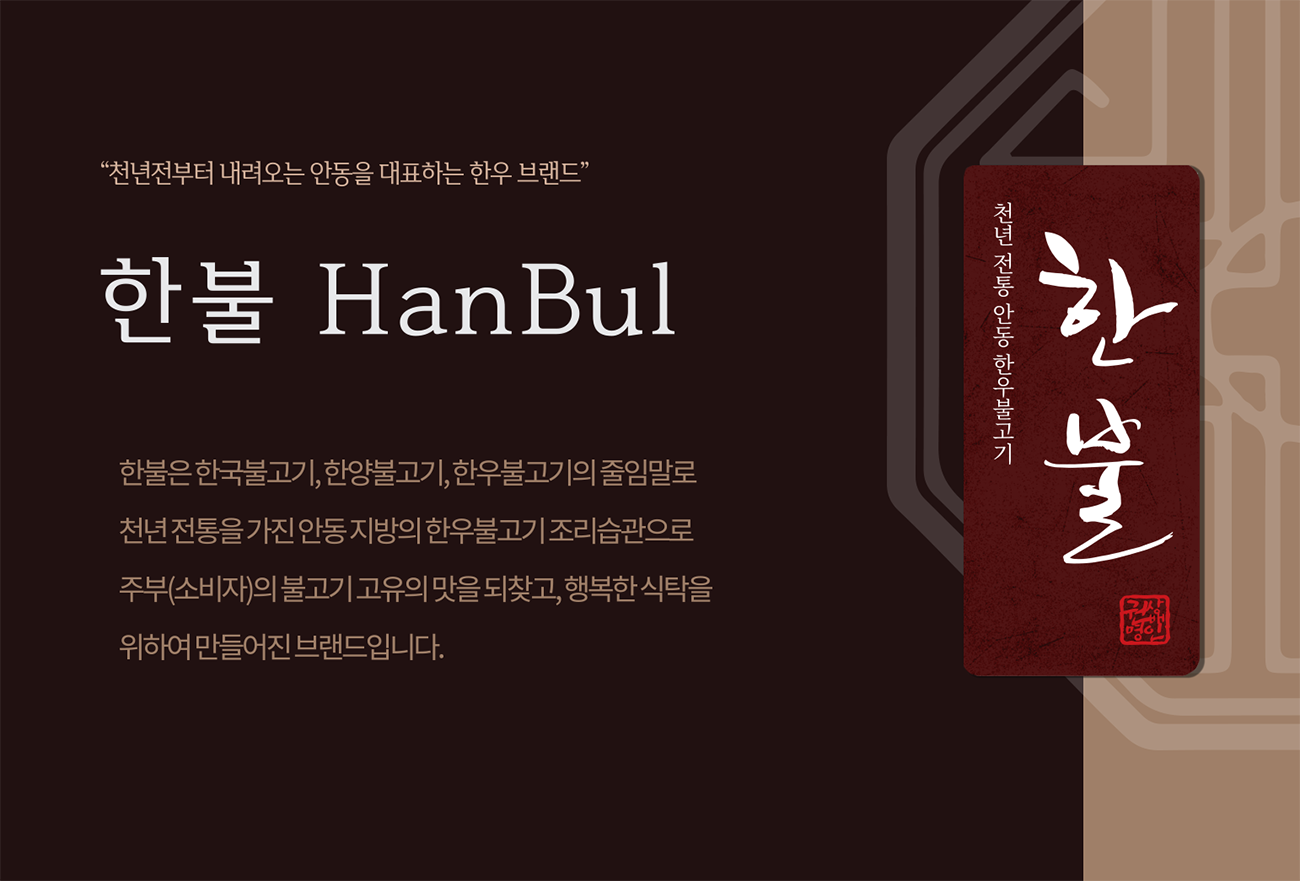 “천년전부터 내려오는 안동을 대표하는 한우 브랜드”
한불 HanBul
한불은 한국불고기, 한양불고기, 한우불고기의 줄임말로
천년 전통을 가진 안동 지방의 한우불고기 조리습관으로
주부(소비자)의 불고기 고유의 맛을 되찾고, 행복한 식탁을
위하여 만들어진 브랜드입니다.
천년 전통 안동 한우불고기
한불